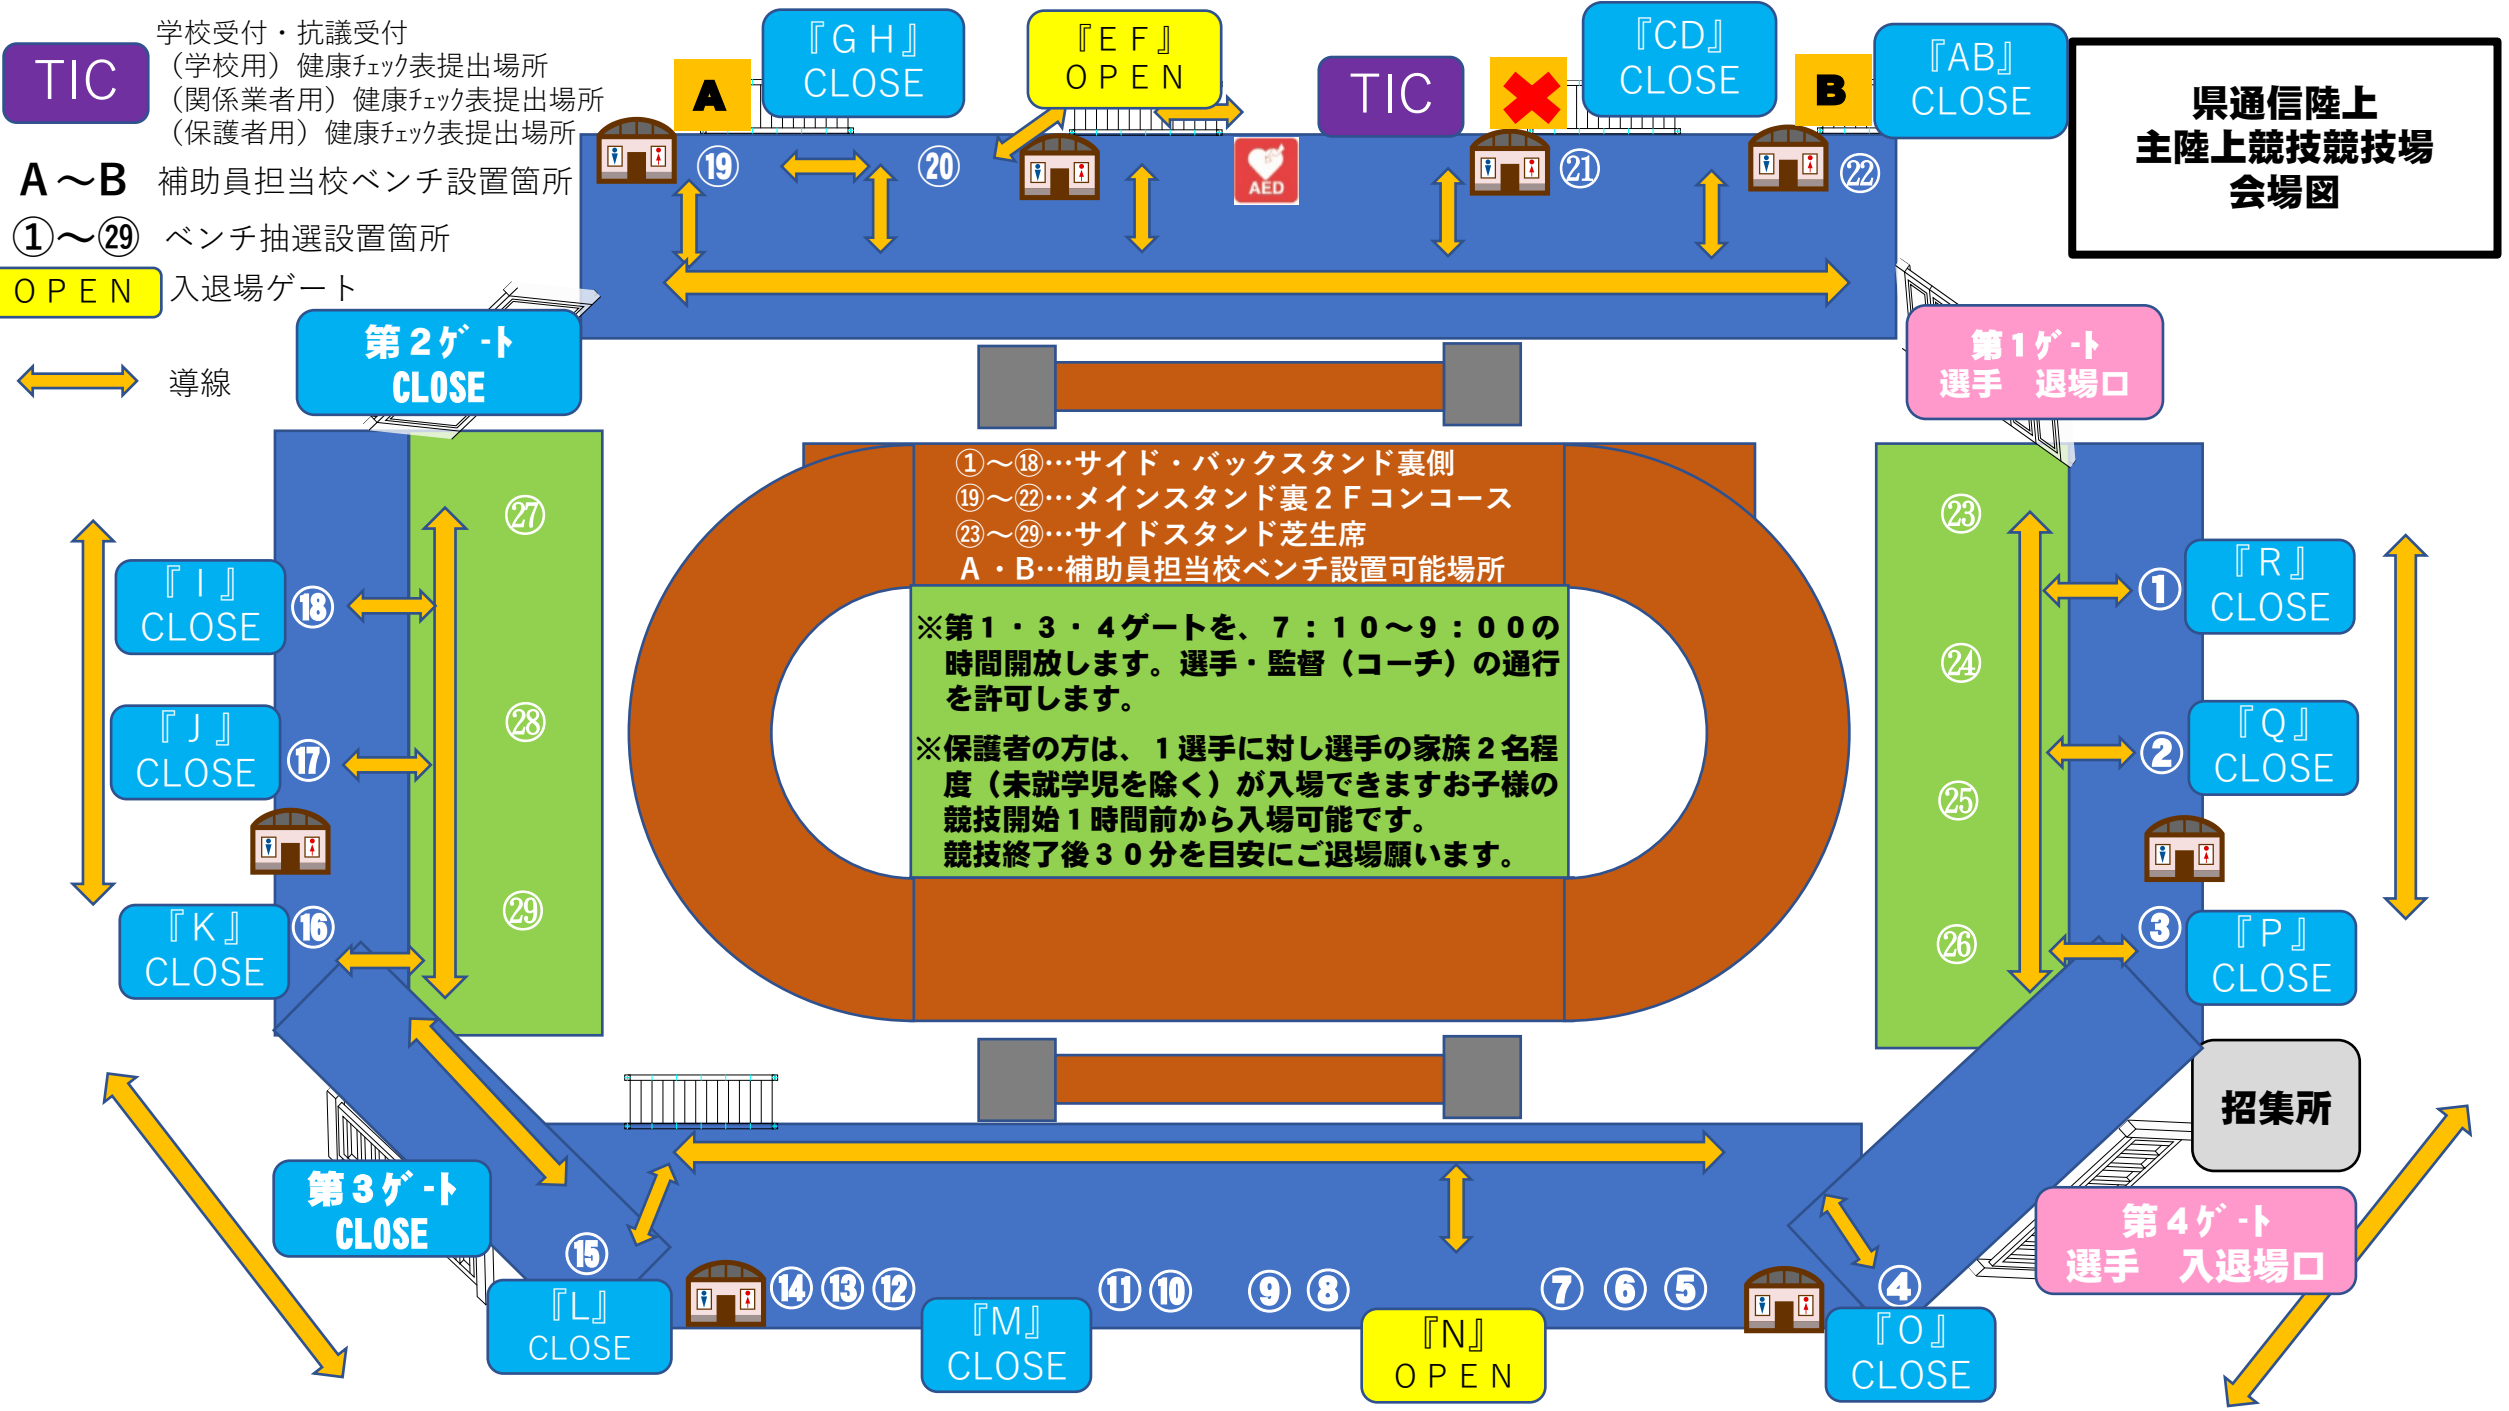 TIC
学校受付・抗議受付
（学校用）健康ﾁｪｯｸ表提出場所
（関係業者用）健康ﾁｪｯｸ表提出場所
（保護者用）健康ﾁｪｯｸ表提出場所
A～B 補助員担当校ベンチ設置箇所
①～㉙ ベンチ抽選設置箇所
ＯＰＥＮ 入退場ゲート
導線
A
『ＧＨ』
CLOSE
『ＥＦ』
ＯＰＥＮ
TIC
『CD』
CLOSE
B
『AB』
CLOSE
県通信陸上
主陸上競技競技場
会場図
⑲
⑳
AED
㉑
㉒
第２ｹﾞｰﾄ
CLOSE
第１ｹﾞｰﾄ
選手　退場口
①～⑱…サイド・バックスタンド裏側
⑲～㉒…メインスタンド裏２Ｆコンコース
㉓～㉙…サイドスタンド芝生席
A・B…補助員担当校ベンチ設置可能場所
※第１・３・４ゲートを、７：１０～９：００の
時間開放します。選手・監督（コーチ）の通行
を許可します。
※保護者の方は、１選手に対し選手の家族２名程
度（未就学児を除く）が入場できますお子様の
競技開始１時間前から入場可能です。
競技終了後３０分を目安にご退場願います。
㉗
㉘
㉙
『Ｉ』
CLOSE
⑱
『Ｊ』
CLOSE
⑰
『Ｋ』
CLOSE
⑯
㉓
㉔
㉕
㉖
①
『Ｒ』
CLOSE
②
『Ｑ』
CLOSE
③
『Ｐ』
CLOSE
招集所
第３ｹﾞｰﾄ
CLOSE
第４ｹﾞｰﾄ
選手　入退場口
⑮
『L』
CLOSE
⑭
⑬
⑫
『M』
CLOSE
⑪
⑩
⑨
⑧
『N』
ＯＰＥＮ
⑦
⑥
⑤
④
『Ｏ』
CLOSE